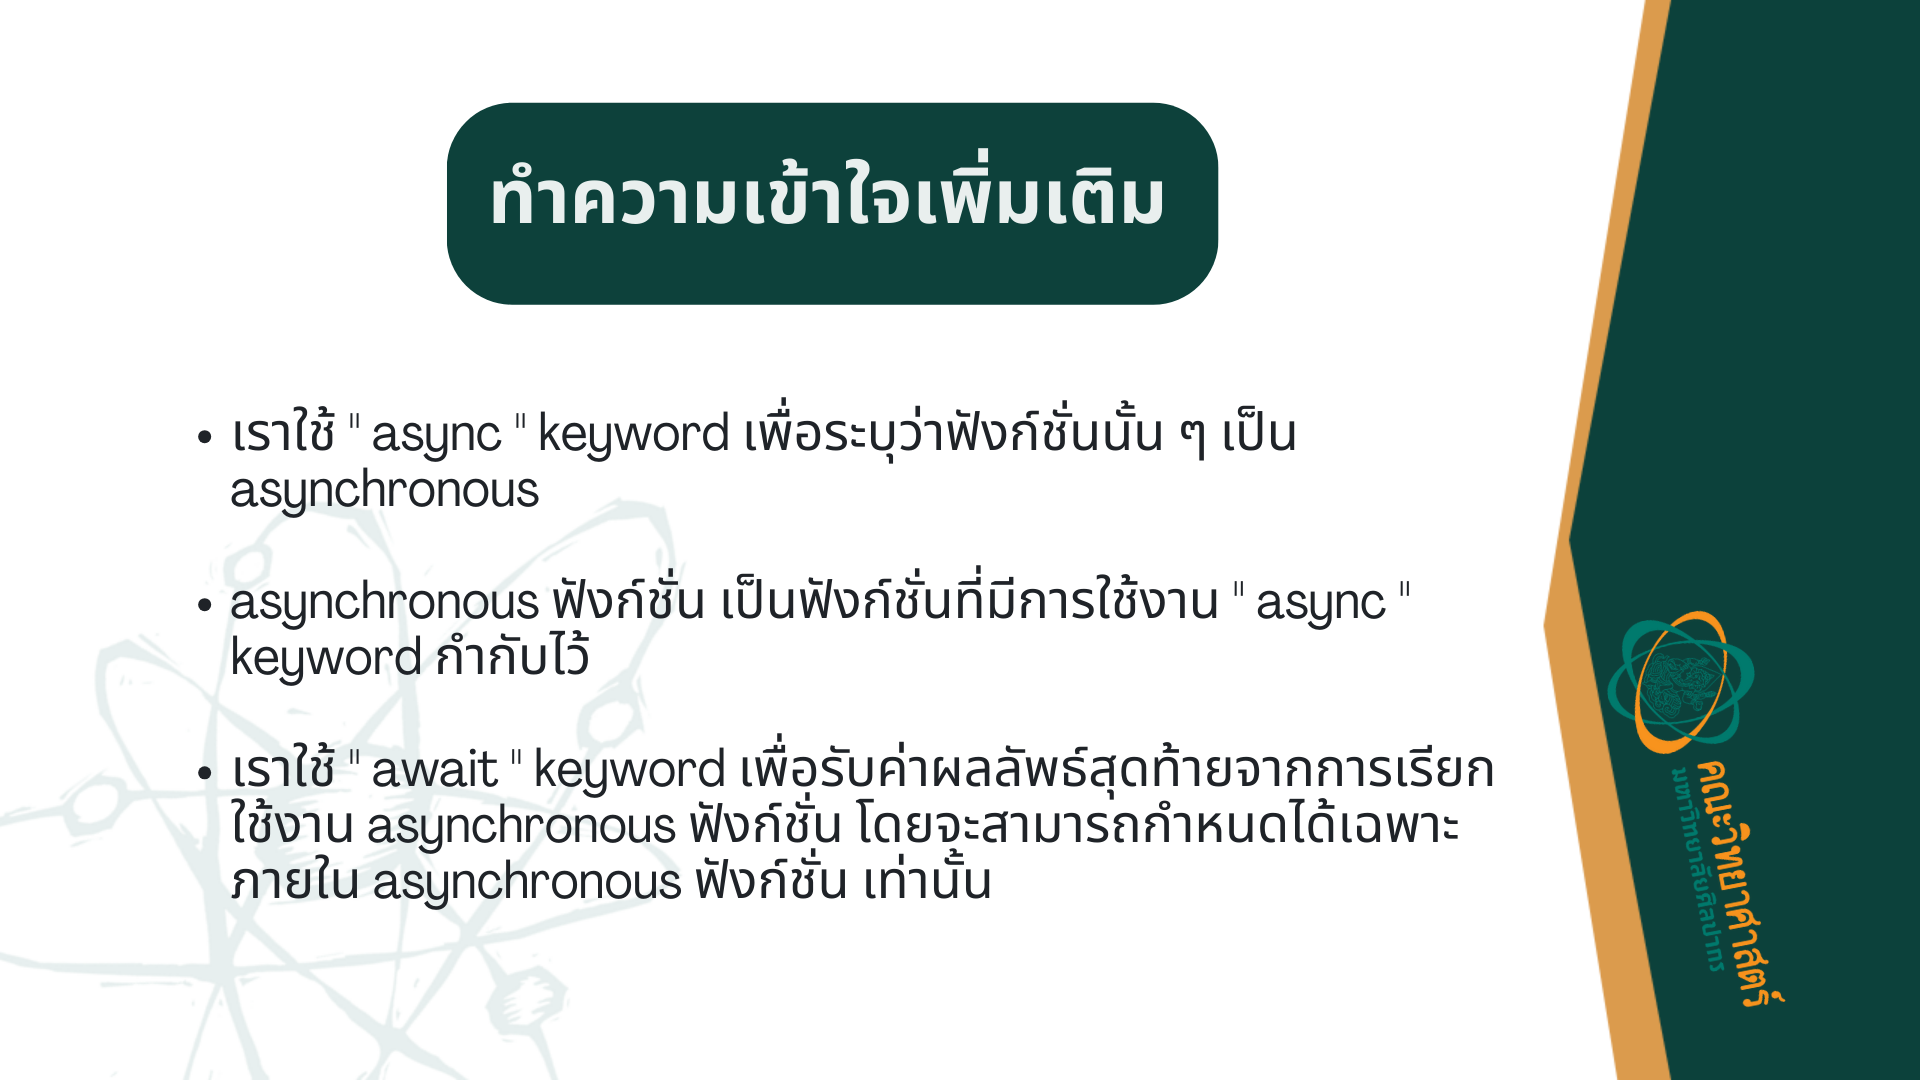 ทำความเข้าใจเพิ่มเติม
• เราใช้ " async " keyword เพื่อระบุว่าฟังก์ชั่นนั้น ๆ เป็น
asynchronous
• asynchronous ฟังก์ชั่น เป็นฟังก์ชั่นที่มีการใช้งาน " async "
keyword กำกับไว้
• เราใช้ " await " keyword เพื่อรับค่าผลลัพธ์สุดท้ายจากการเรียก
ใช้งาน asynchronous ฟังก์ชั่น โดยจะสามารถกำหนดได้เฉพาะ
ภายใน asynchronous ฟังก์ชั่น เท่านั้น
คณะวิทยาศาสตร์
มหาวิทยาลัยศิลปากร